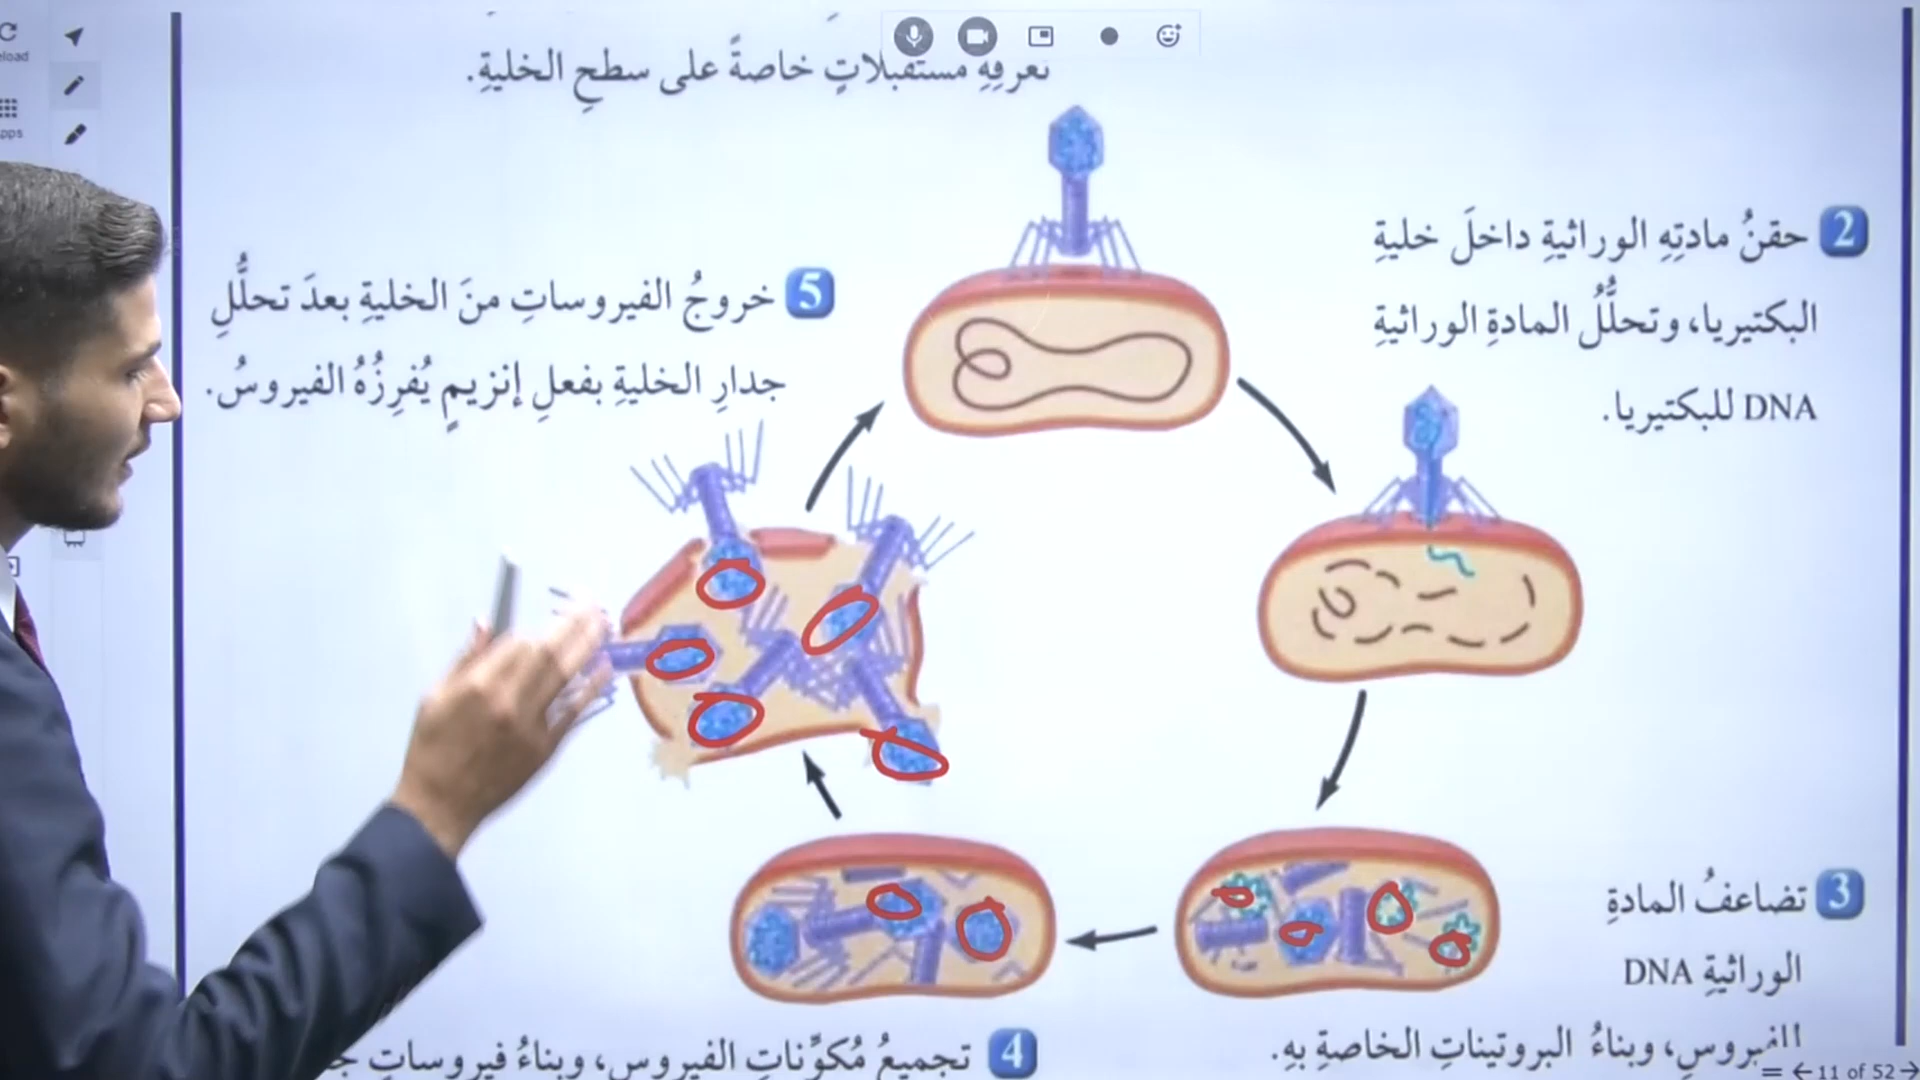 تعرفِهِ مستقبلاتٍ خاصةً على سطحِ الخليةِ.
2 حقنُ مادتِهِ الوراثيةِ داخلَ خليةِ
البكتيريا، وتحلُّلُ المادةِ الوراثيةِ
DNA للبكتيريا.
5 خروجُ الفيروساتِ منَ الخليةِ بعدَ تحلُّلِ
جدارِ الخليةِ بفعلِ إنزيمٍ يُفرِزُهُ الفيروسُ.
3 تضاعفُ المادةِ
الوراثيةِ DNA
للفيروسِ، وبناءُ البروتيناتِ الخاصةِ بهِ.
4 تجميعُ مُكوِّناتِ الفيروسِ، وبناءُ فيروساتٍ
11 of 52